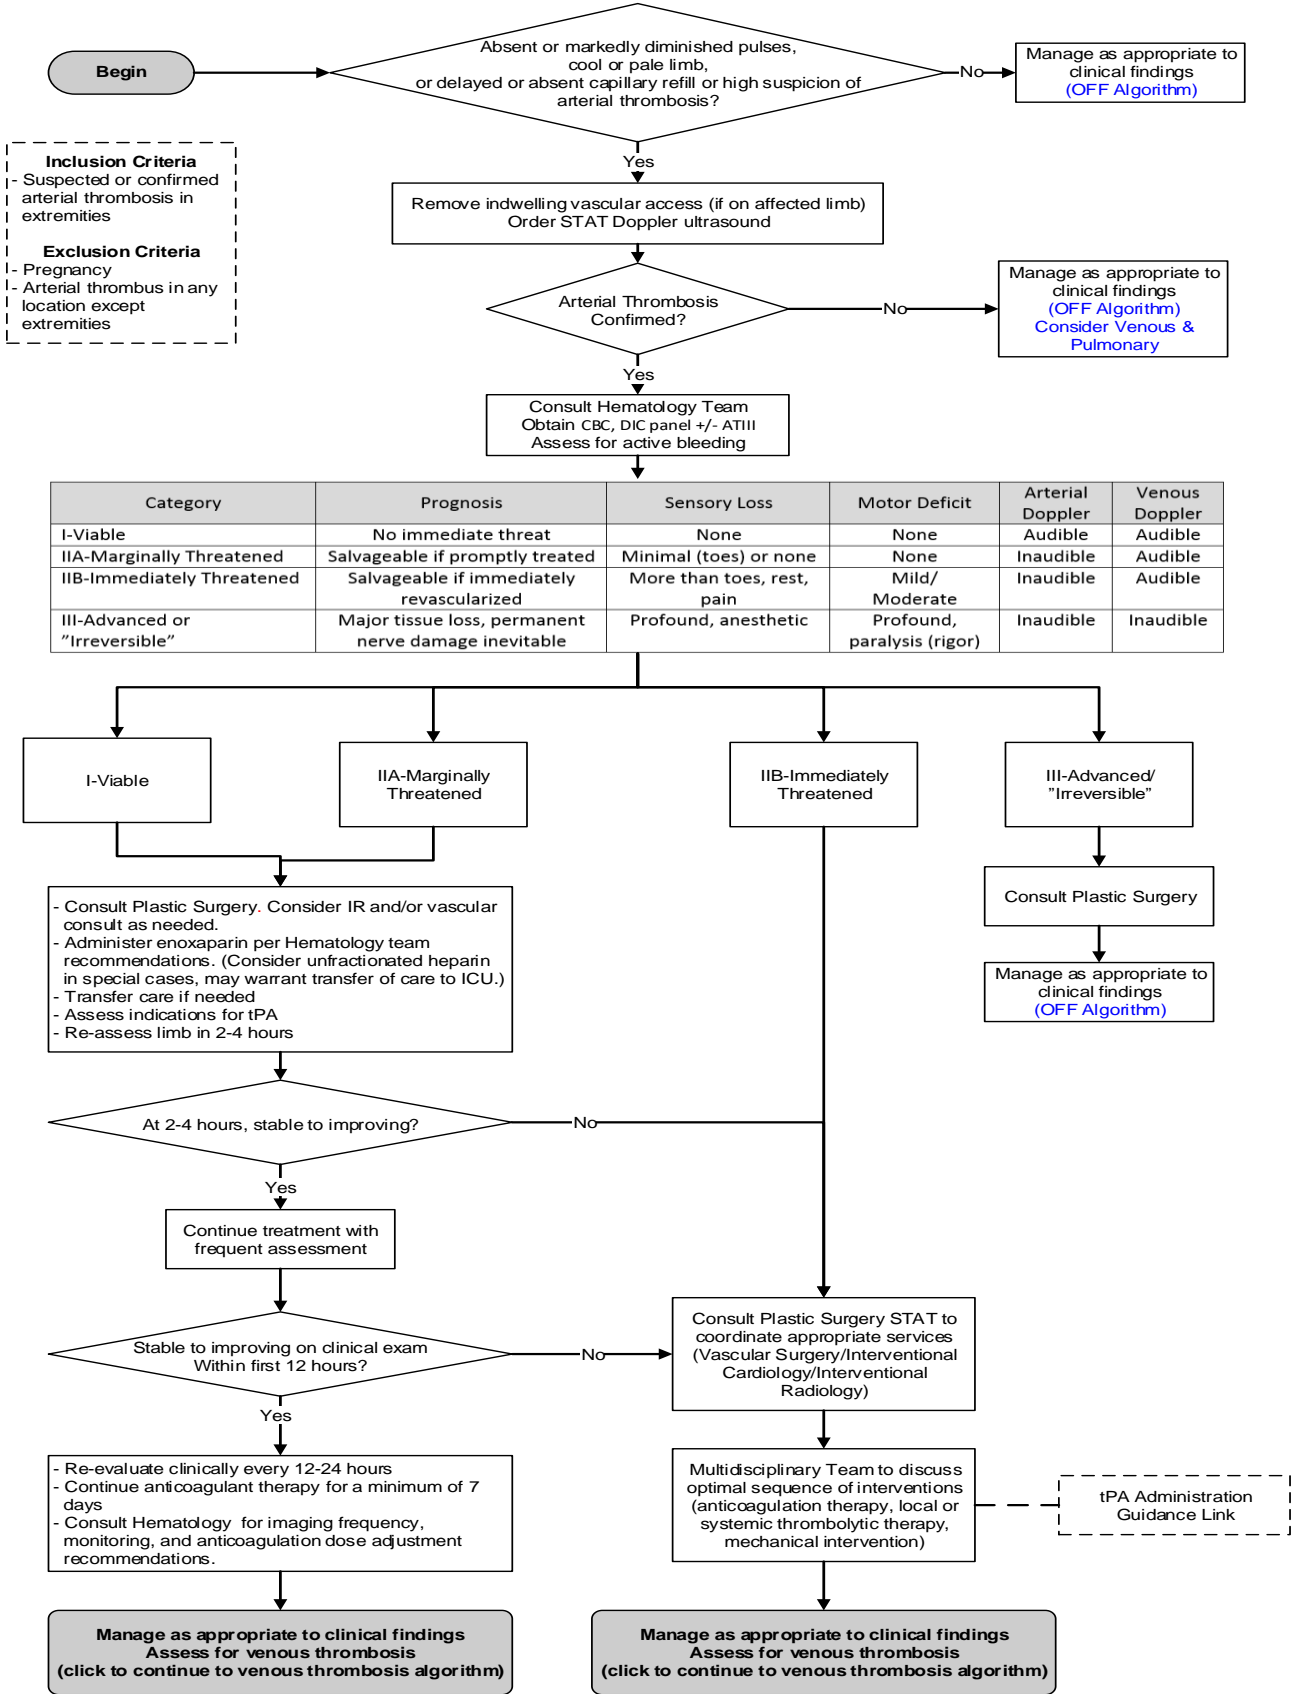 Begin
Absent or markedly diminished pulses,
cool or pale limb,
or delayed or absent capillary refill or high suspicion of
arterial thrombosis?
No
Manage as appropriate to
clinical findings
(OFF Algorithm)
Inclusion Criteria
- Suspected or confirmed
arterial thrombosis in
extremities
Exclusion Criteria
- Pregnancy
- Arterial thrombus in any
location except
extremities
Yes
Remove indwelling vascular access (if on affected limb)
Order STAT Doppler ultrasound
Arterial Thrombosis
Confirmed?
No
Manage as appropriate to
clinical findings
(OFF Algorithm)
Consider Venous &
Pulmonary
Yes
Consult Hematology Team
Obtain CBC, DIC panel +/- ATIII
Assess for active bleeding
Category Prognosis Sensory Loss Motor Deficit Arterial Doppler Venous Doppler
I-Viable No immediate threat None None Audible Audible
IIA-Marginally Threatened Salvageable if promptly treated Minimal (toes) or none None Inaudible Audible
IIB-Immediately Threatened Salvageable if immediately revascularized More than toes, rest, pain Mild/ Moderate Inaudible Audible
III-Advanced or "Irreversible" Major tissue loss, permanent nerve damage inevitable Profound, anesthetic Profound, paralysis (rigor) Inaudible Inaudible
I-Viable
IIA-Marginally
Threatened
IIB-Immediately
Threatened
III-Advanced/
"Irreversible"
- Consult Plastic Surgery. Consider IR and/or vascular
consult as needed.
- Administer enoxaparin per Hematology team
recommendations. (Consider unfractionated heparin
in special cases, may warrant transfer of care to ICU.)
- Transfer care if needed
- Assess indications for tPA
- Re-assess limb in 2-4 hours
Consult Plastic Surgery
Manage as appropriate to
clinical findings
(OFF Algorithm)
At 2-4 hours, stable to improving?
No
Yes
Continue treatment with
frequent assessment
Stable to improving on clinical exam
Within first 12 hours?
No
Consult Plastic Surgery STAT to
coordinate appropriate services
(Vascular Surgery/Interventional
Cardiology/Interventional
Radiology)
Yes
- Re-evaluate clinically every 12-24 hours
- Continue anticoagulant therapy for a minimum of 7
days
- Consult Hematology for imaging frequency,
monitoring, and anticoagulation dose adjustment
recommendations.
Multidisciplinary Team to discuss
optimal sequence of interventions
(anticoagulation therapy, local or
systemic thrombolytic therapy,
mechanical intervention)
tPA Administration
Guidance Link
Manage as appropriate to clinical findings
Assess for venous thrombosis
(click to continue to venous thrombosis algorithm)
Manage as appropriate to clinical findings
Assess for venous thrombosis
(click to continue to venous thrombosis algorithm)